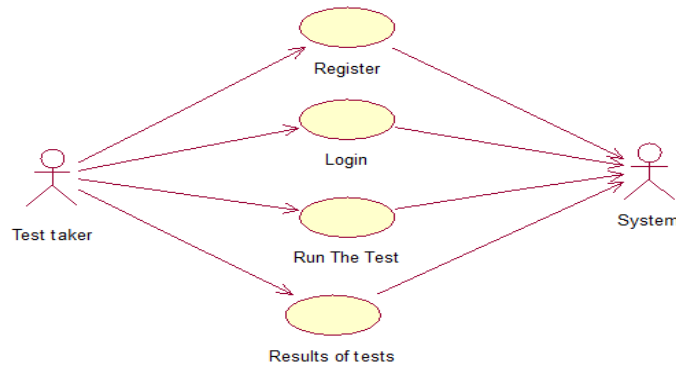 Register
Login
Test taker
System
Run The Test
Results of tests